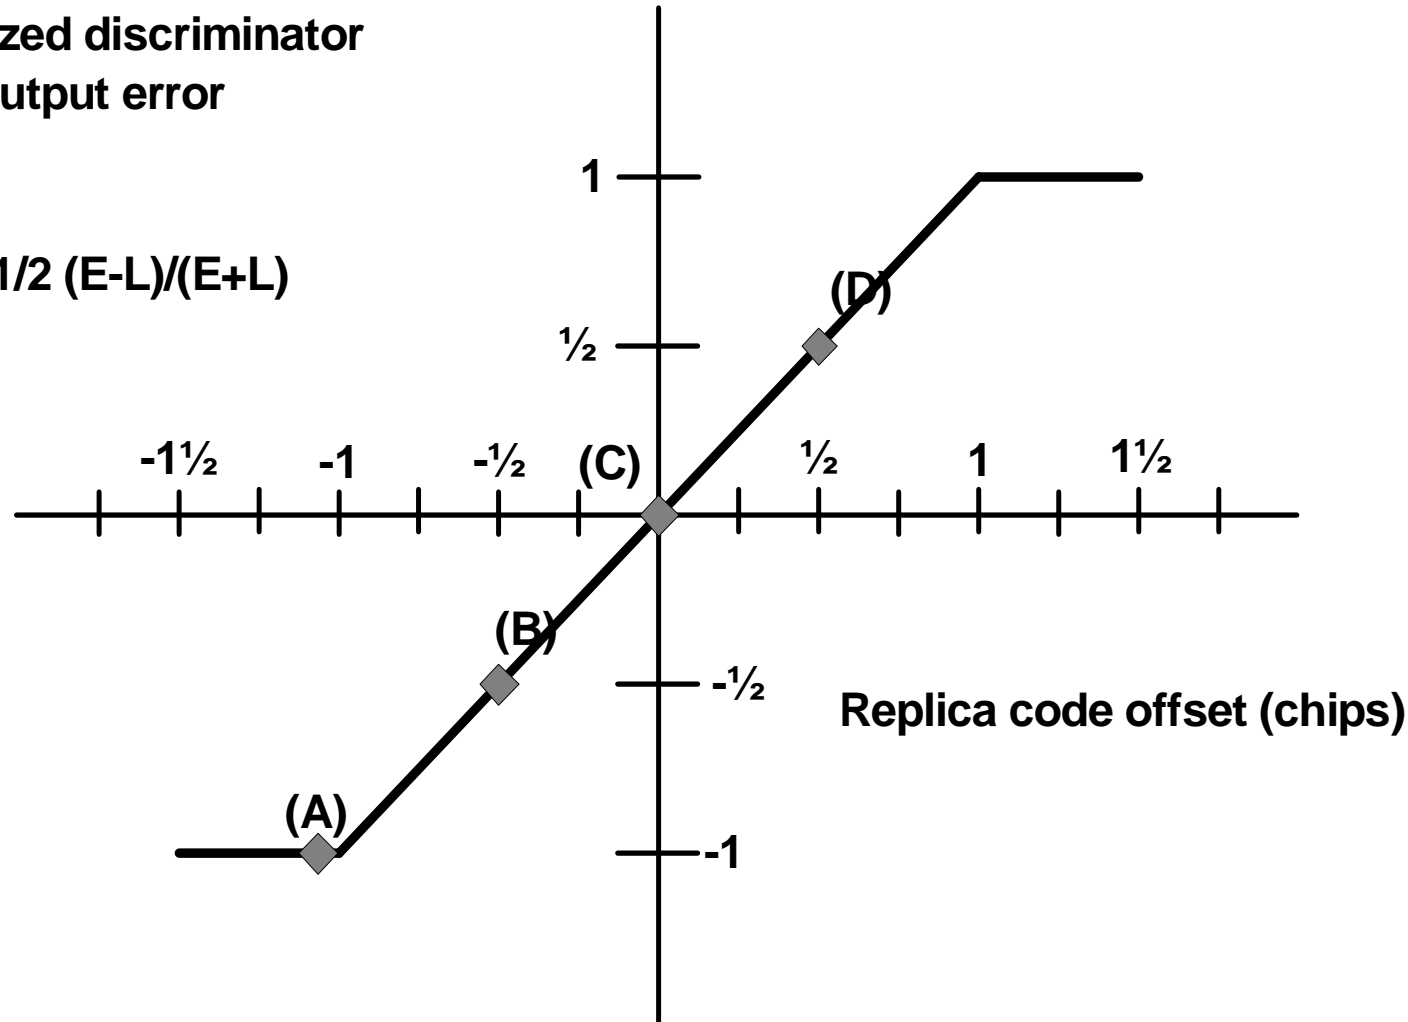 zed discriminator
utput error
1
1/2 (E-L)/(E+L)
(D)
½
-1½ -1 -½ (C) ½ 1 1½
(B)
-½
Replica code offset (chips)
(A)
-1